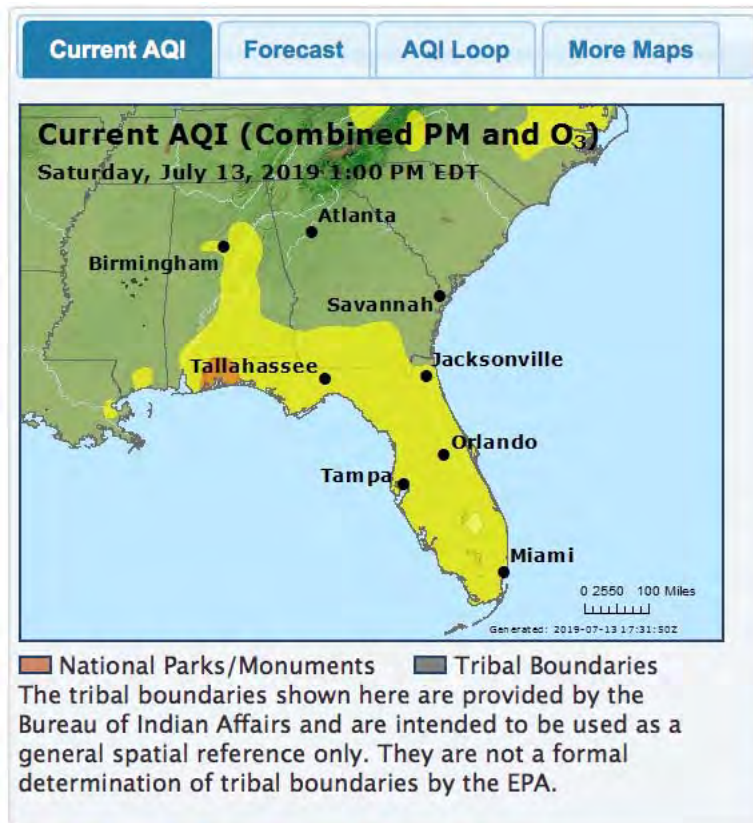 Current AQI Forecast AQI Loop More Maps
Current AQI (Combined PM and O₃)
Saturday, July 13, 2019 1:00 PM EDT
Atlanta
Birmingham
Savannah
Tallahassee
Jacksonville
Orlando
Tampa
Miami
0 2550 100 Miles
Generated: 2019-07-13 17:31:50Z
National Parks/Monuments Tribal Boundaries
The tribal boundaries shown here are provided by the
Bureau of Indian Affairs and are intended to be used as a
general spatial reference only. They are not a formal
determination of tribal boundaries by the EPA.